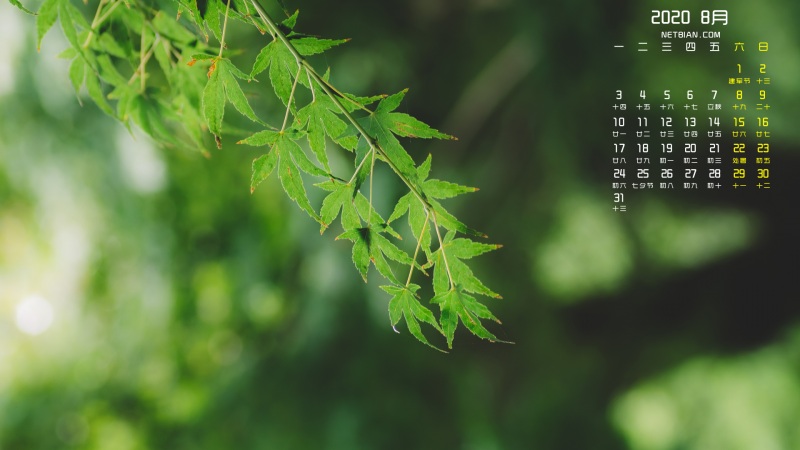 2020 8月
NETBIAN.COM
一 二 三 四 五 六 日
1 2
建军节 十三
3 4 5 6 7 8 9
十四 十五 十六 十七 立秋 十九 二十
10 11 12 13 14 15 16
廿一 廿二 廿三 廿四 廿五 廿六 廿七
17 18 19 20 21 22 23
廿八 廿九 初一 初二 初三 处暑 初五
24 25 26 27 28 29 30
初六 七夕节 初八 初九 初十 十一 十二
31
十三